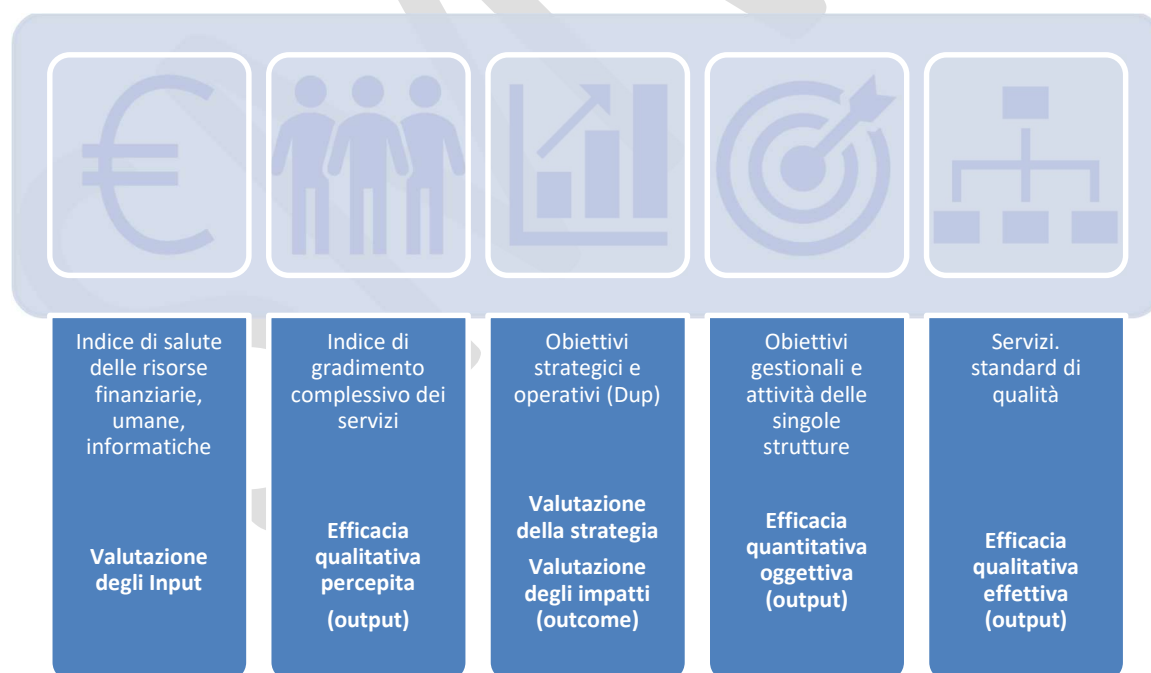 Indice di salute
delle risorse
finanziarie,
umane,
informatiche
Valutazione
degli Input
Indice di
gradimento
complessivo dei
servizi
Efficacia
qualitativa
percepita
(output)
Obiettivi
strategici e
operativi (Dup)
Valutazione
della strategia
Valutazione
degli impatti
(outcome)
Obiettivi
gestionali e
attività delle
singole
strutture
Efficacia
quantitativa
oggettiva
(output)
Servizi.
standard di
qualità
Efficacia
qualitativa
effettiva
(output)